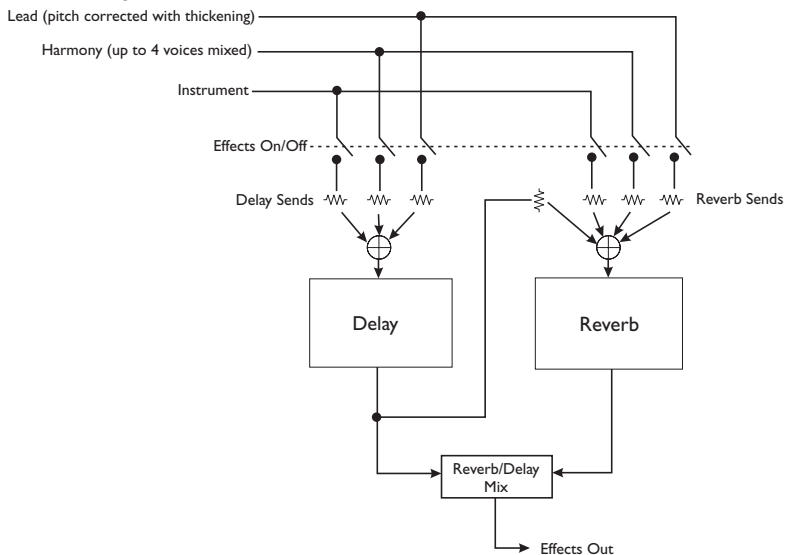 Lead (pitch corrected with thickening)
Harmony (up to 4 voices mixed)
Instrument
Effects On/Off
Delay Sends
Reverb Sends
Delay
Reverb
Reverb/Delay
Mix
Effects Out